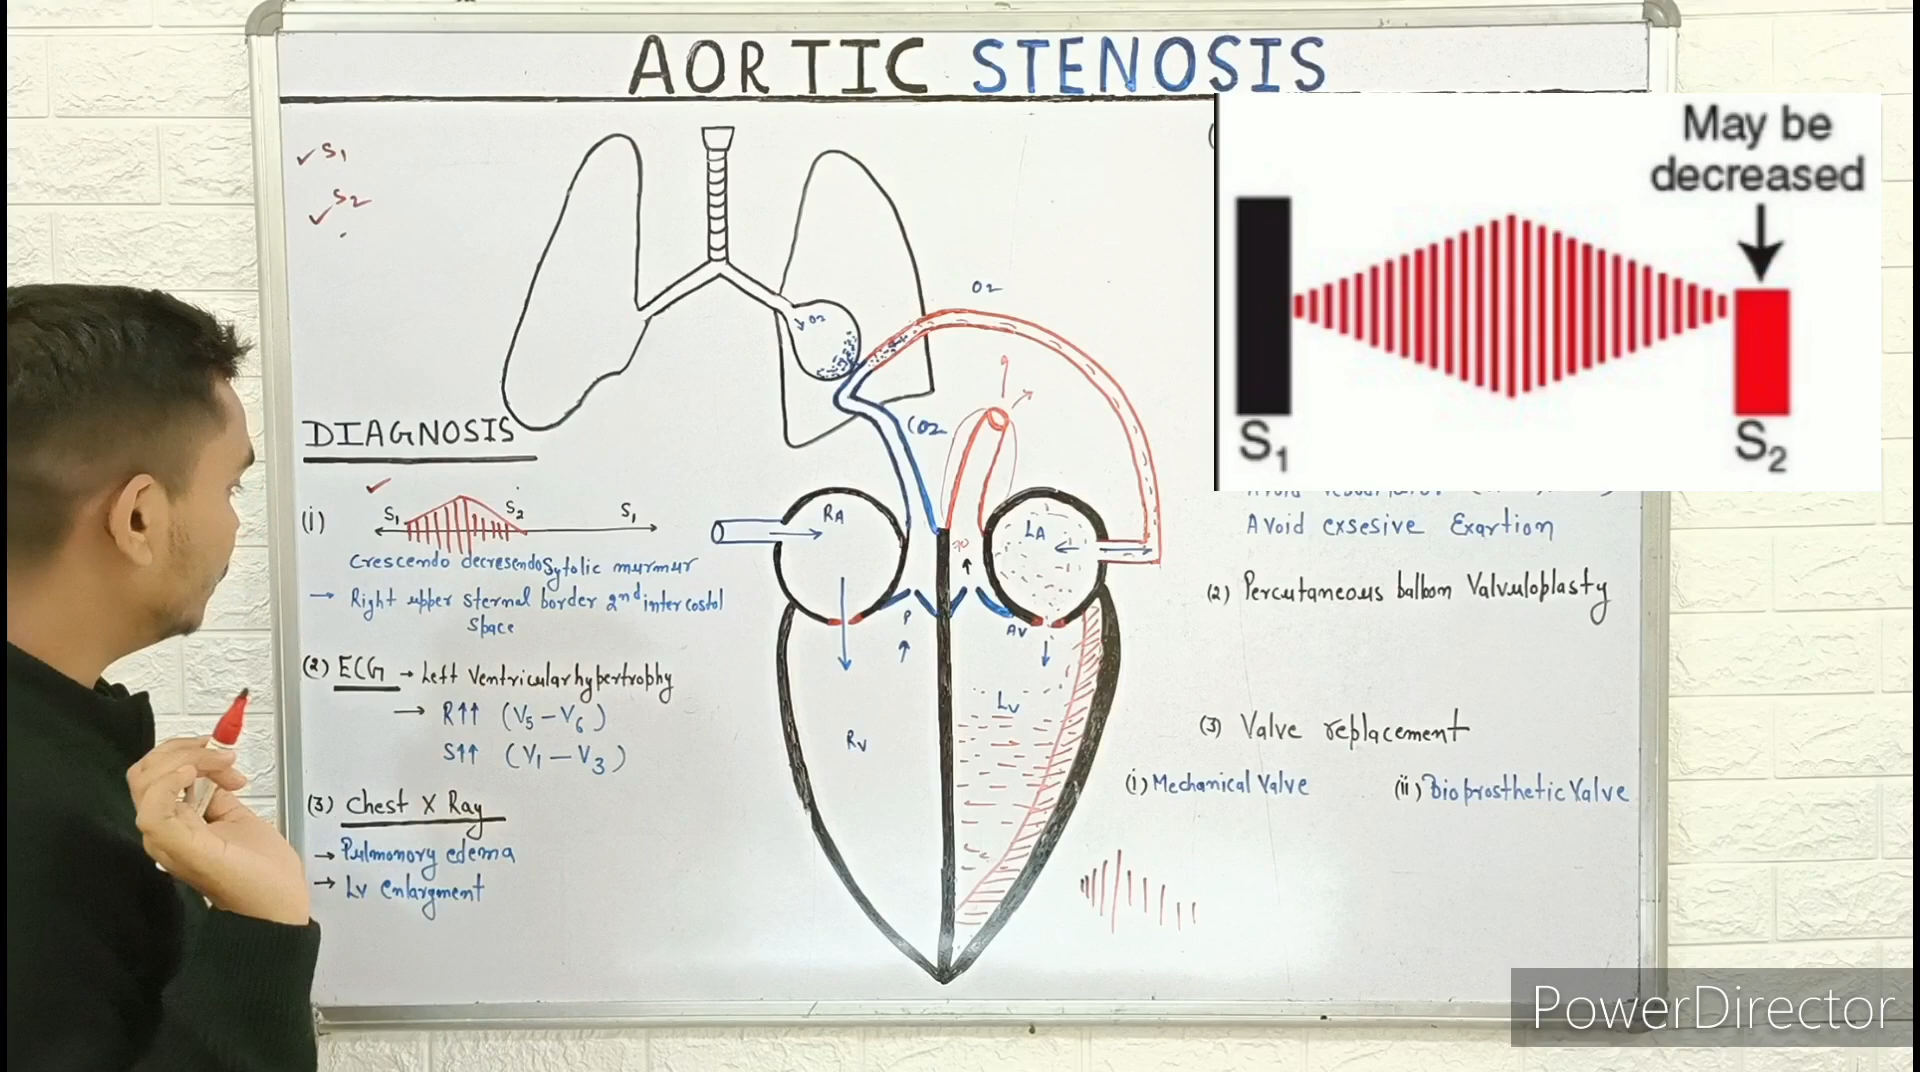 AORTIC STENOSIS
✓ S1
✓ S2
May be
decreased
S1
S2
O2
O2
CO2
DIAGNOSIS
(i)
S1
S2
S1
Crescendo decresendo Sytolic murmur
→ Right upper sternal border 2nd intercostol
Space
(2) ECG → Left Ventricular hypertrophy
→ R↑↑ (V5 – V6)
S↑↑ (V1 – V3)
(3) Chest X Ray
→ Pulmonory edema
→ LV enlargment
RA
LA
P
AV
RV
LV
Avoid exsesive Exartion
(2) Percutaneous balloon Valvuloplasty
(3) Valve replacement
(i) Mechanical Valve
(ii) Bioprosthetic Valve
PowerDirector